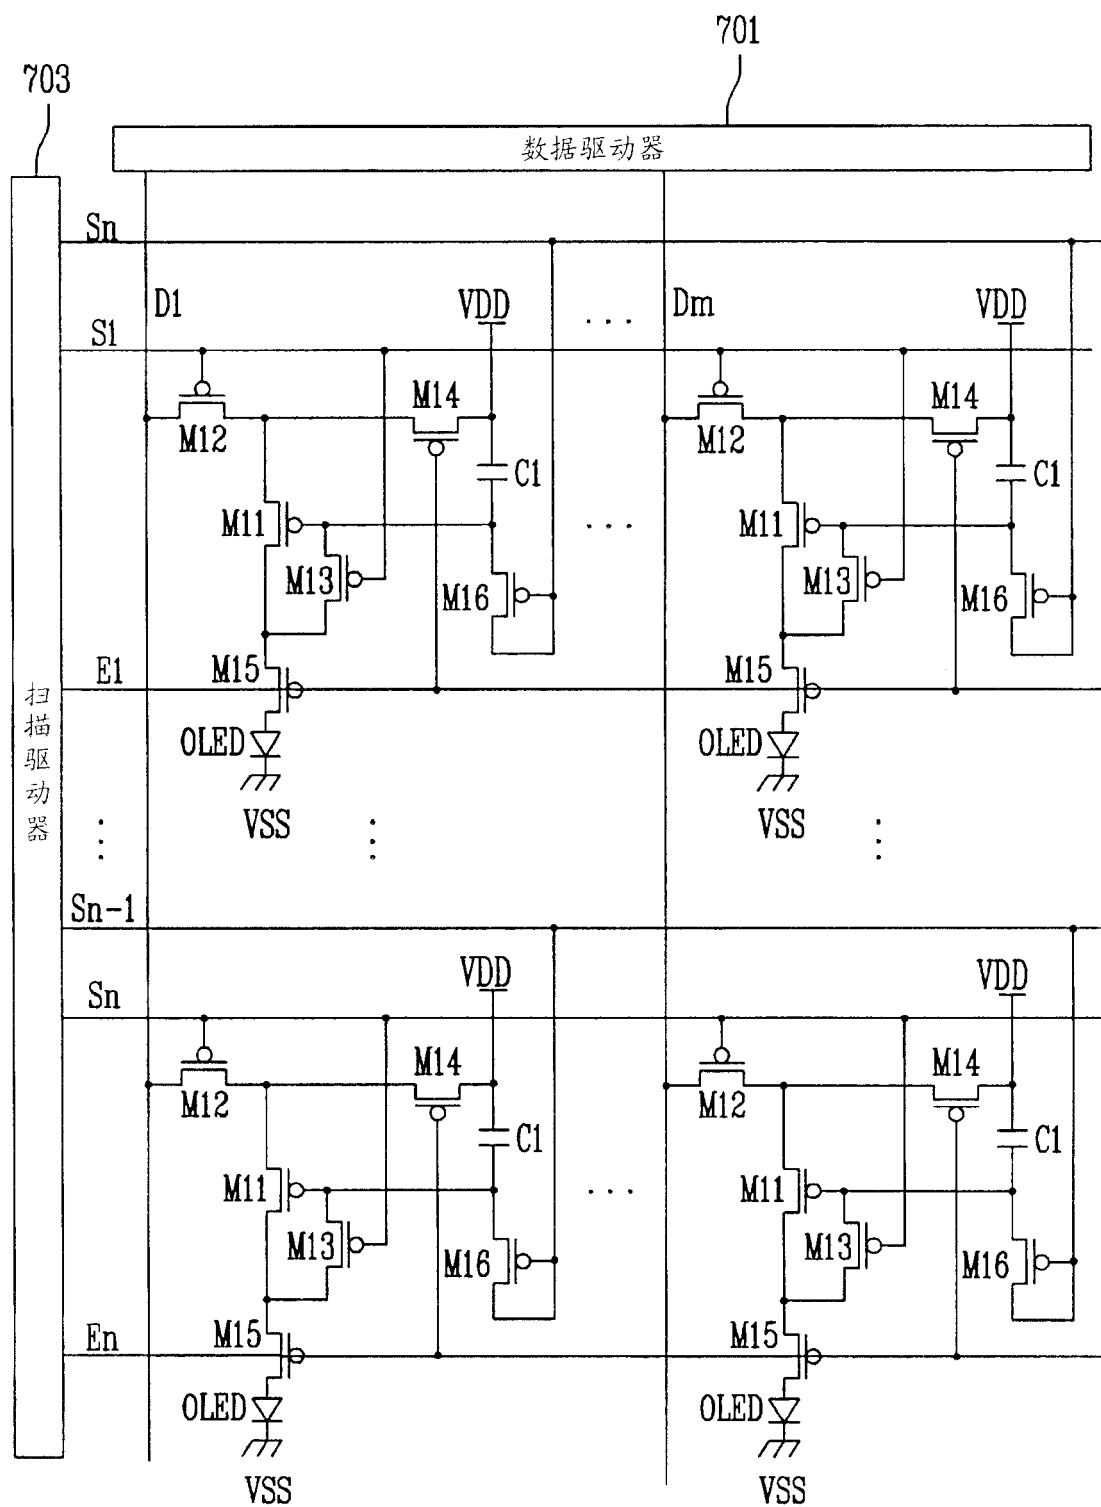 701
703
数据驱动器
扫描驱动器
Sn
D1
VDD
Dm
VDD
S1
M14
M14
M12
M12
C1
C1
M11
M11
M13
M16
M13
M16
E1
M15
M15
OLED
OLED
VSS
VSS
Sn-1
VDD
VDD
Sn
M14
M14
M12
M12
C1
C1
M11
M11
M13
M16
M13
M16
En
M15
M15
OLED
OLED
VSS
VSS